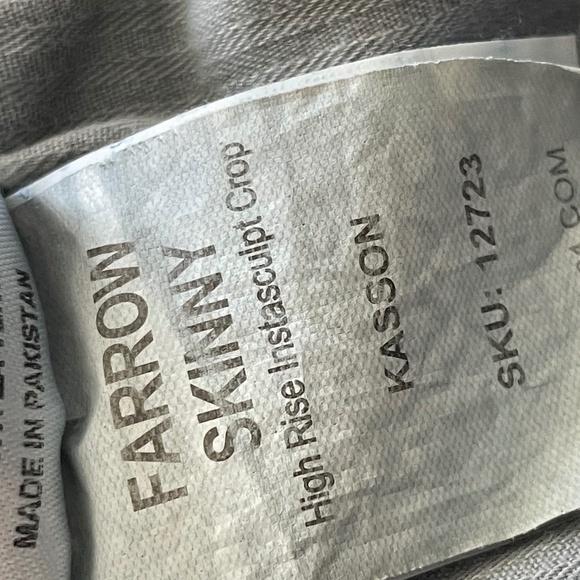 MADE IN PAKISTAN
FARROW
SKINNY
High Rise Instasculpt Crop
KASSON
SKU: 12723
.COM